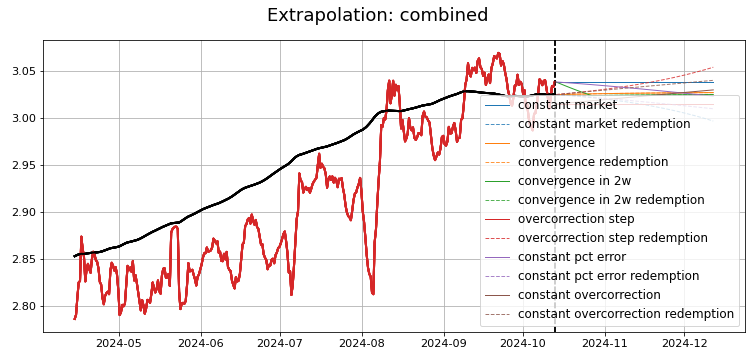 Extrapolation: combined
3.05
3.00
2.95
2.90
2.85
2.80
constant market
constant market redemption
convergence
convergence redemption
convergence in 2w
convergence in 2w redemption
overcorrection step
overcorrection step redemption
constant pct error
constant pct error redemption
constant overcorrection
constant overcorrection redemption
2024-05 2024-06 2024-07 2024-08 2024-09 2024-10 2024-11 2024-12